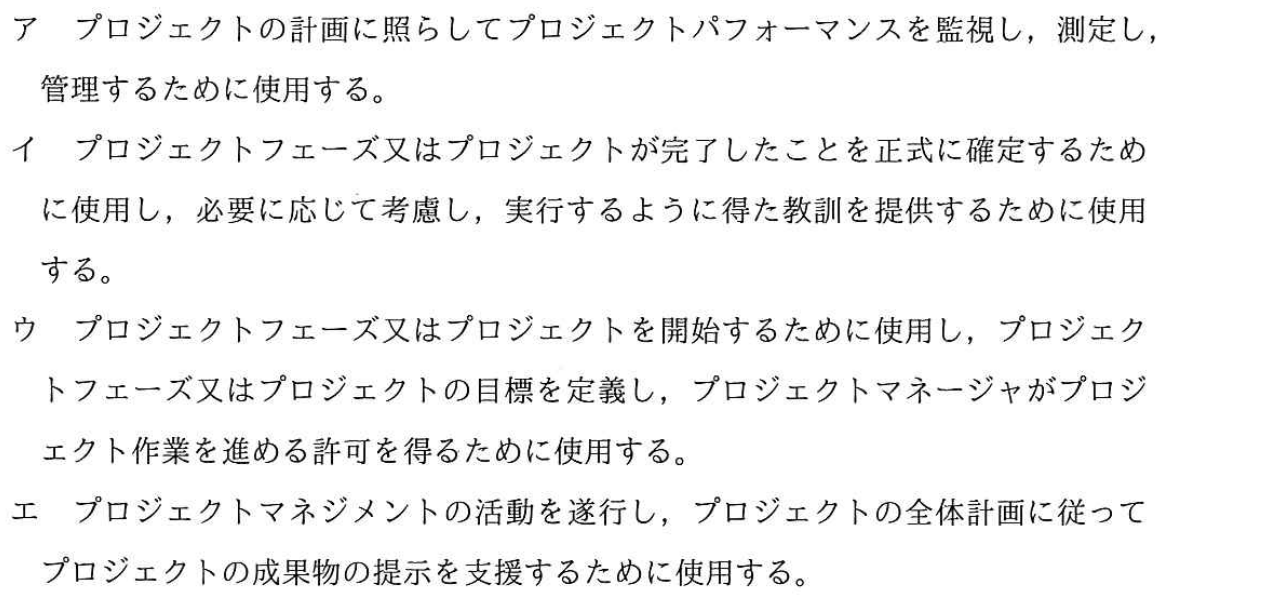 ア　プロジェクトの計画に照らしてプロジェクトパフォーマンスを監視し，測定し，
管理するために使用する。
イ　プロジェクトフェーズ又はプロジェクトが完了したことを正式に確定するため
に使用し，必要に応じて考慮し，実行するように得た教訓を提供するために使用
する。
ウ　プロジェクトフェーズ又はプロジェクトを開始するために使用し，プロジェク
トフェーズ又はプロジェクトの目標を定義し，プロジェクトマネージャがプロジ
ェクト作業を進める許可を得るために使用する。
エ　プロジェクトマネジメントの活動を遂行し，プロジェクトの全体計画に従って
プロジェクトの成果物の提示を支援するために使用する。